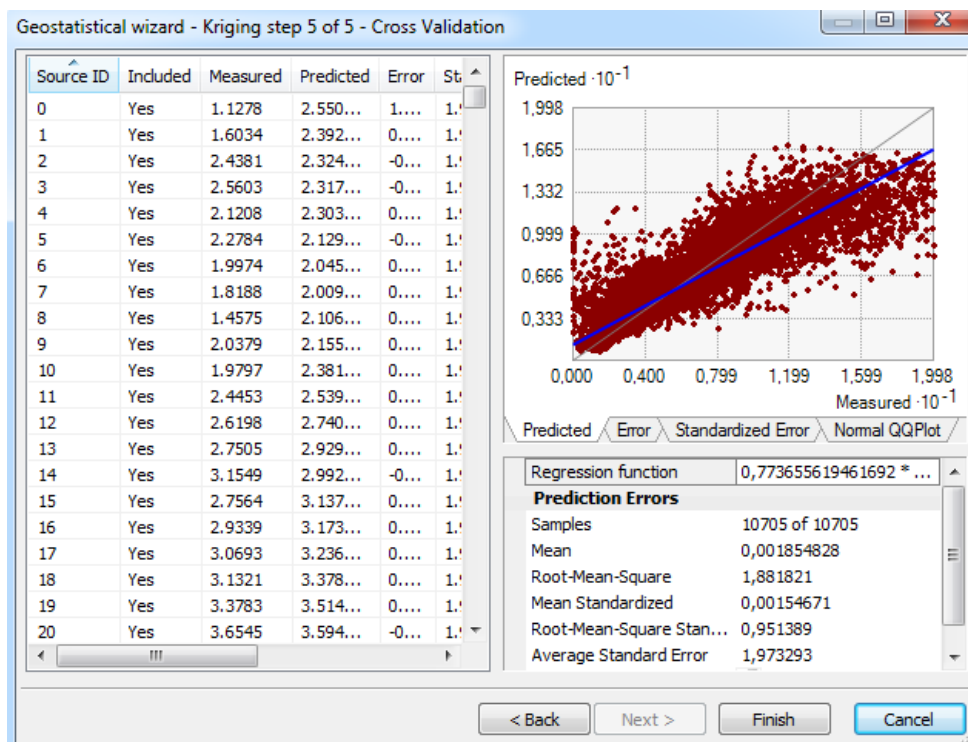 Geostatistical wizard - Kriging step 5 of 5 - Cross Validation
Source ID Included Measured Predicted Error
0 Yes 1.1278 2.550... 1....
1 Yes 1.6034 2.392... 0....
2 Yes 2.4381 2.324... -0...
3 Yes 2.5603 2.317... -0...
4 Yes 2.1208 2.303... 0....
5 Yes 2.2784 2.129... -0...
6 Yes 1.9974 2.045... 0....
7 Yes 1.8188 2.009... 0....
8 Yes 1.4575 2.106... 0....
9 Yes 2.0379 2.155... 0....
10 Yes 1.9797 2.381... 0....
11 Yes 2.4453 2.539... 0....
12 Yes 2.6198 2.740... 0....
13 Yes 2.7505 2.929... 0....
14 Yes 3.1549 2.992... -0...
15 Yes 2.7564 3.137... 0....
16 Yes 2.9339 3.173... 0....
17 Yes 3.0693 3.236... 0....
18 Yes 3.1321 3.378... 0....
19 Yes 3.3783 3.514... 0....
20 Yes 3.6545 3.594... -0...
Predicted ·10⁻¹
1,998
1,665
1,332
0,999
0,666
0,333
0,000 0,400 0,799 1,199 1,599 1,998
Measured ·10⁻¹
Predicted Error Standardized Error Normal QQPlot
Regression function 0,773655619461692 * ...
Prediction Errors
Samples 10705 of 10705
Mean 0,001854828
Root-Mean-Square 1,881821
Mean Standardized 0,00154671
Root-Mean-Square Stan... 0,951389
Average Standard Error 1,973293
< Back Next > Finish Cancel